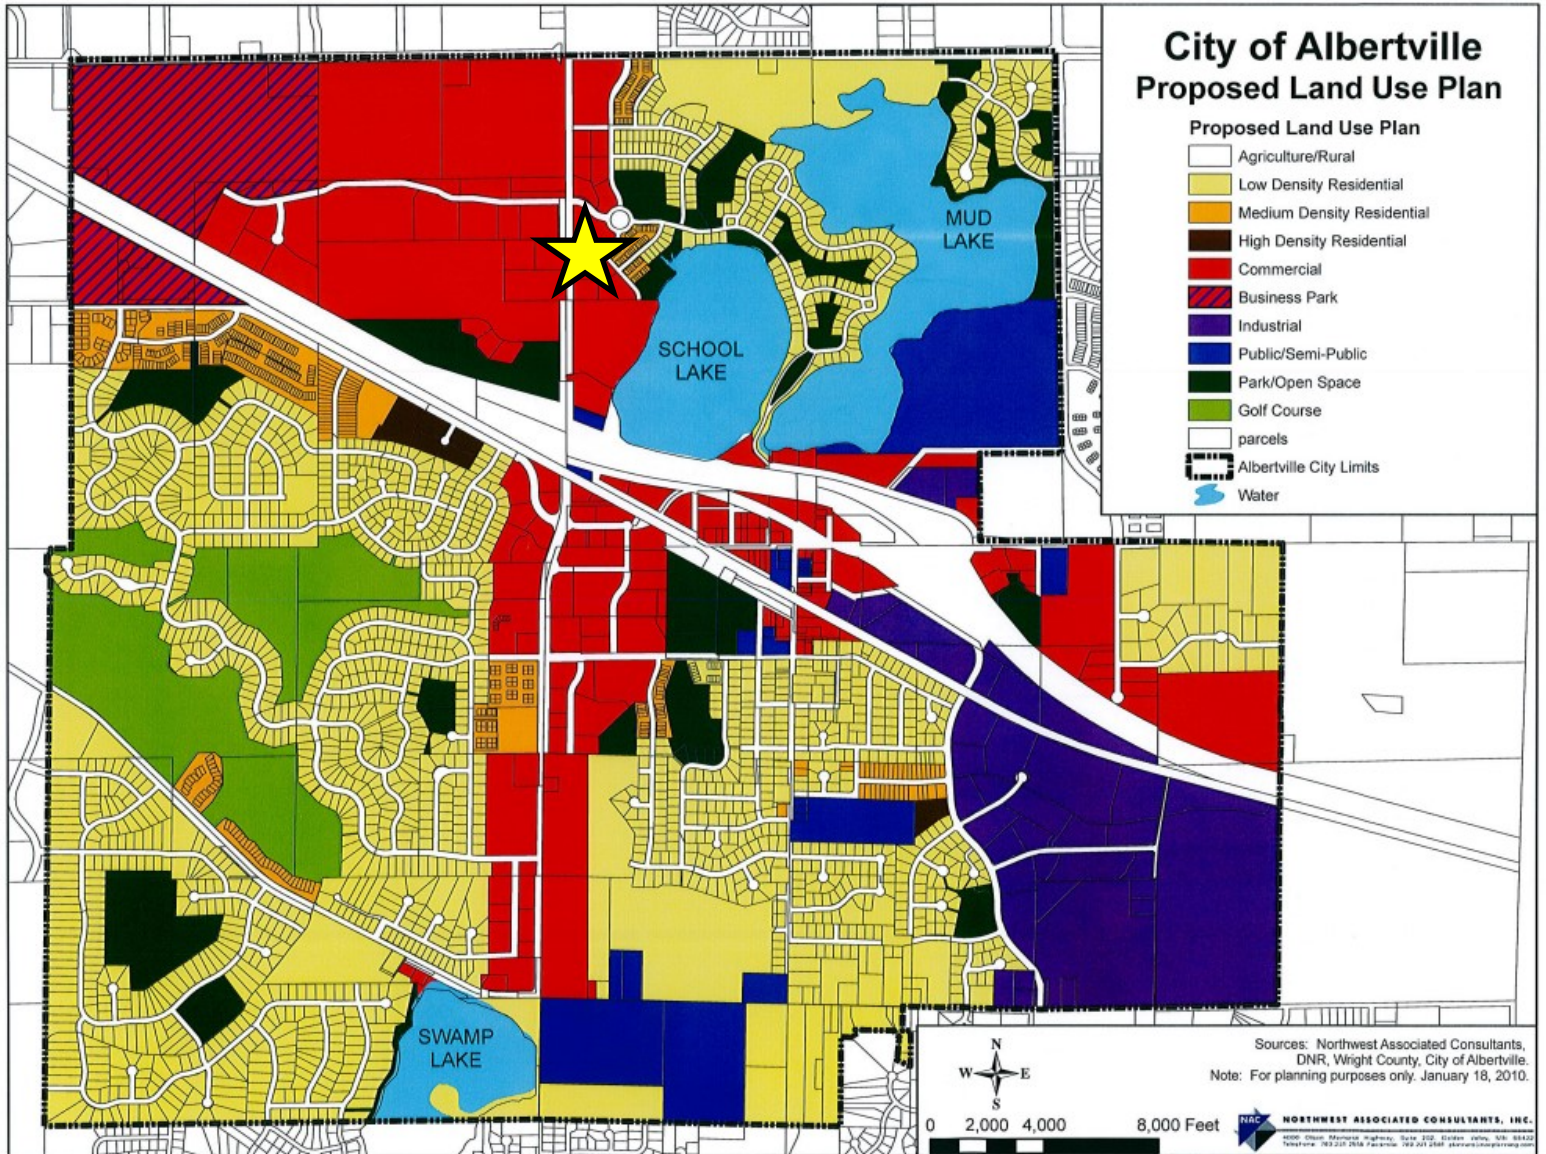 City of Albertville
Proposed Land Use Plan
Proposed Land Use Plan
Agriculture/Rural
Low Density Residential
Medium Density Residential
High Density Residential
Commercial
Business Park
Industrial
Public/Semi-Public
Park/Open Space
Golf Course
parcels
Albertville City Limits
Water
MUD
LAKE
SCHOOL
LAKE
SWAMP
LAKE
N
W E
S
Sources: Northwest Associated Consultants,
DNR, Wright County, City of Albertville.
Note: For planning purposes only. January 18, 2010.
0 2,000 4,000 8,000 Feet
NAC
NORTHWEST ASSOCIATED CONSULTANTS, INC.